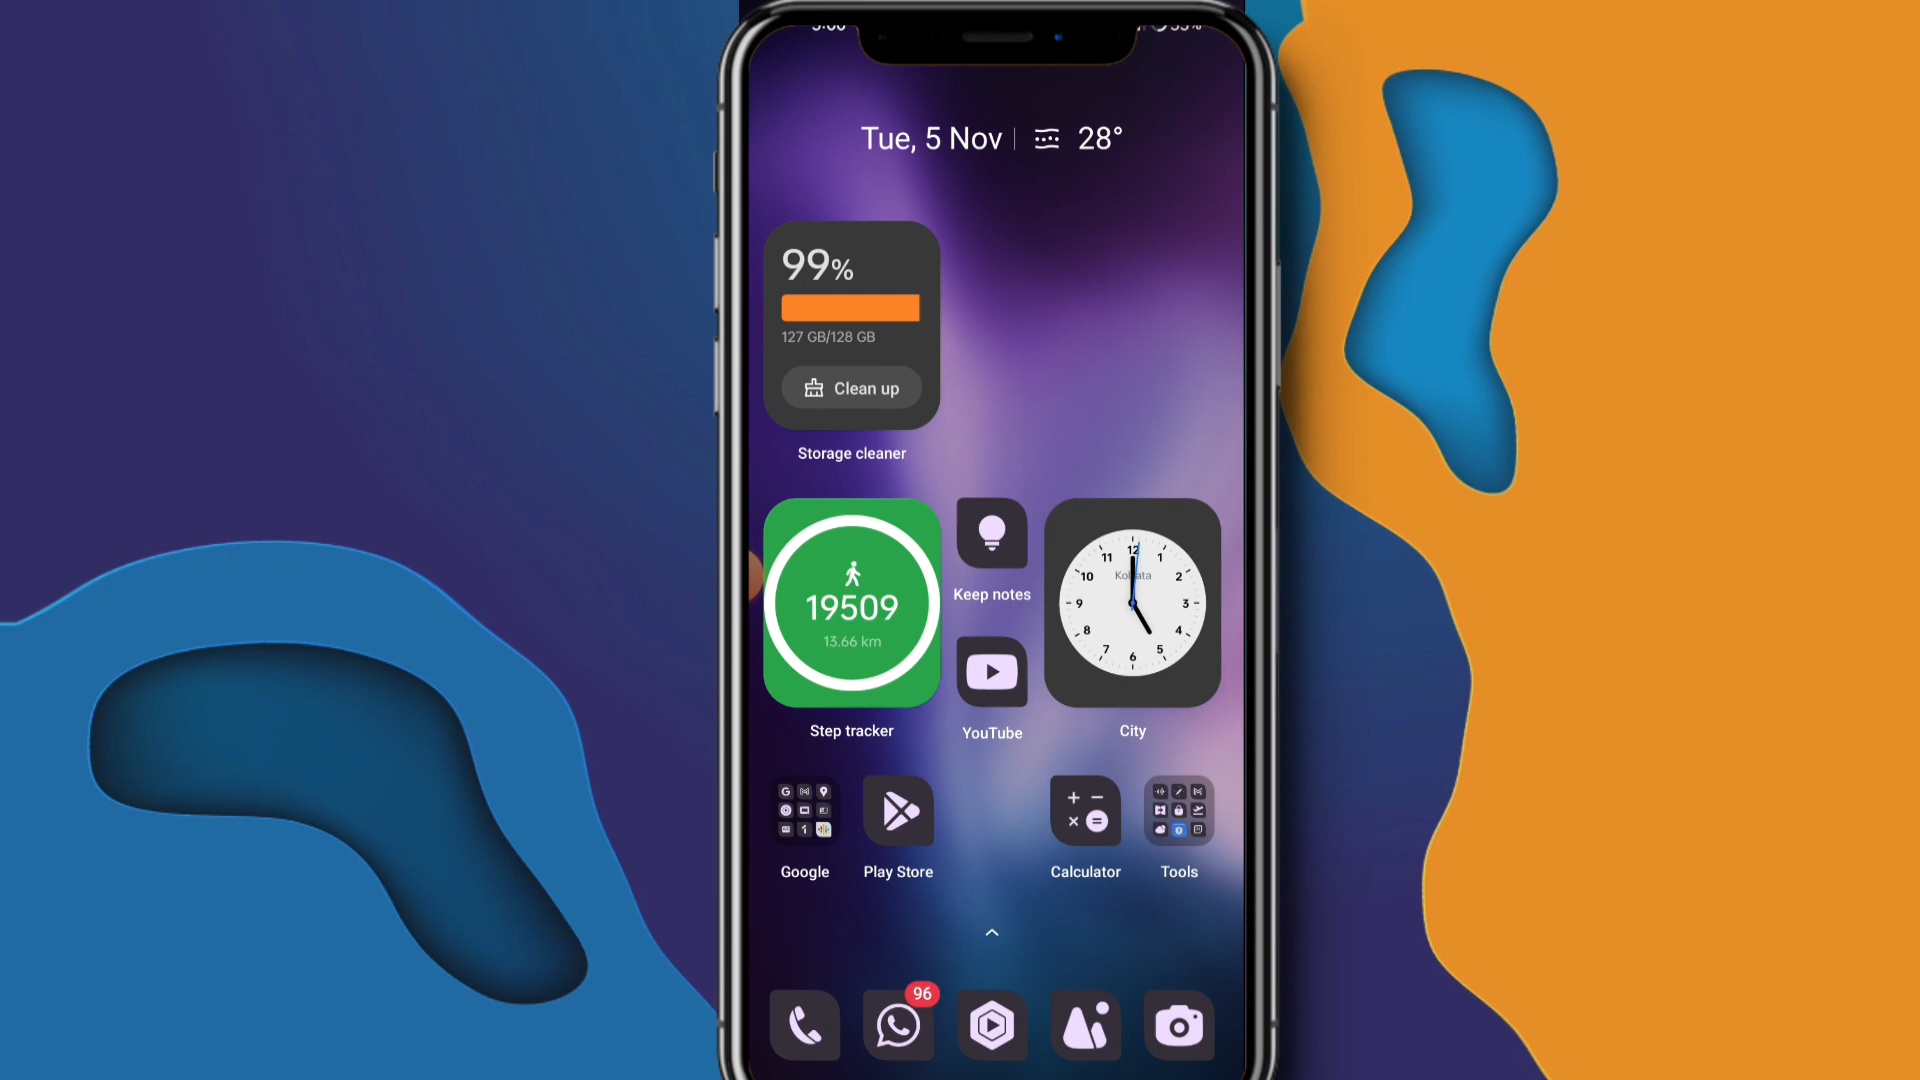 Tue, 5 Nov 28°
99%
127 GB/128 GB
Clean up
Storage cleaner
19509
13.66 km
Step tracker
Keep notes
YouTube
12
11 1
10 2
9 3
8 4
7 5
6
City
Google
Play Store
Calculator
Tools
96